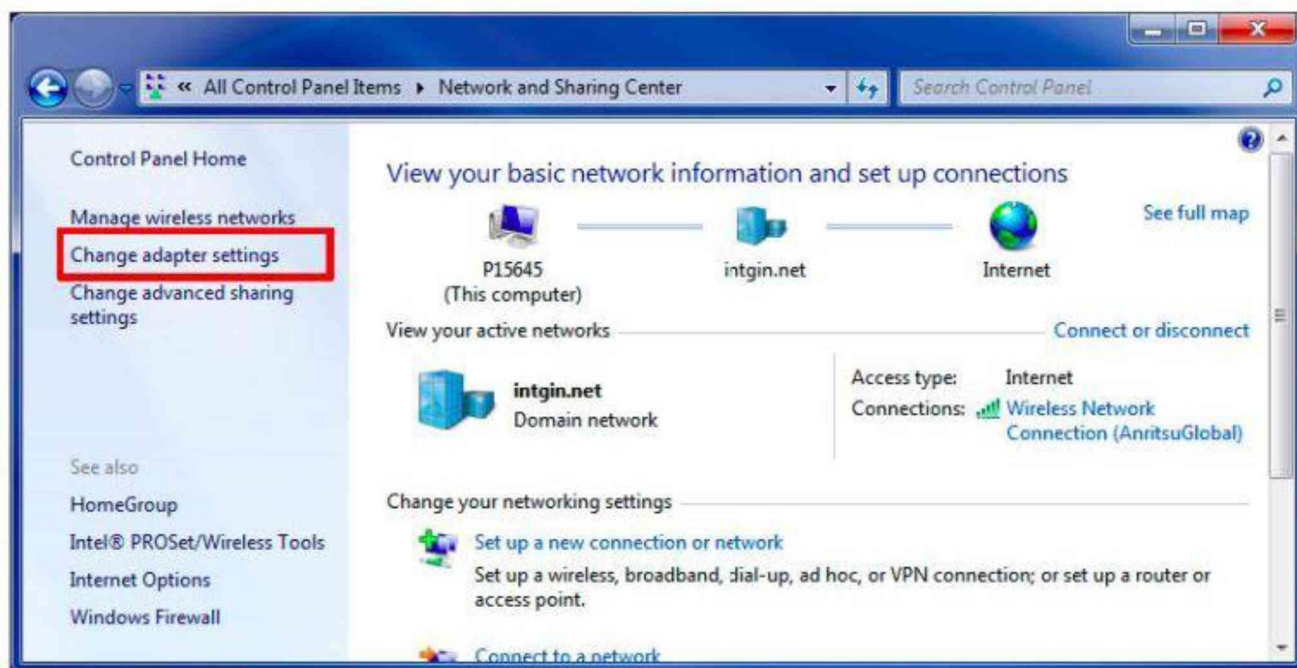 « All Control Panel Items ▸ Network and Sharing Center
Search Control Panel
Control Panel Home
Manage wireless networks
Change adapter settings
Change advanced sharing
settings
See also
HomeGroup
Intel® PROSet/Wireless Tools
Internet Options
Windows Firewall
View your basic network information and set up connections
See full map
P15645
(This computer)
intgin.net
Internet
View your active networks
Connect or disconnect
intgin.net
Domain network
Access type: Internet
Connections: Wireless Network
Connection (AnritsuGlobal)
Change your networking settings
Set up a new connection or network
Set up a wireless, broadband, dial-up, ad hoc, or VPN connection; or set up a router or
access point.
Connect to a network